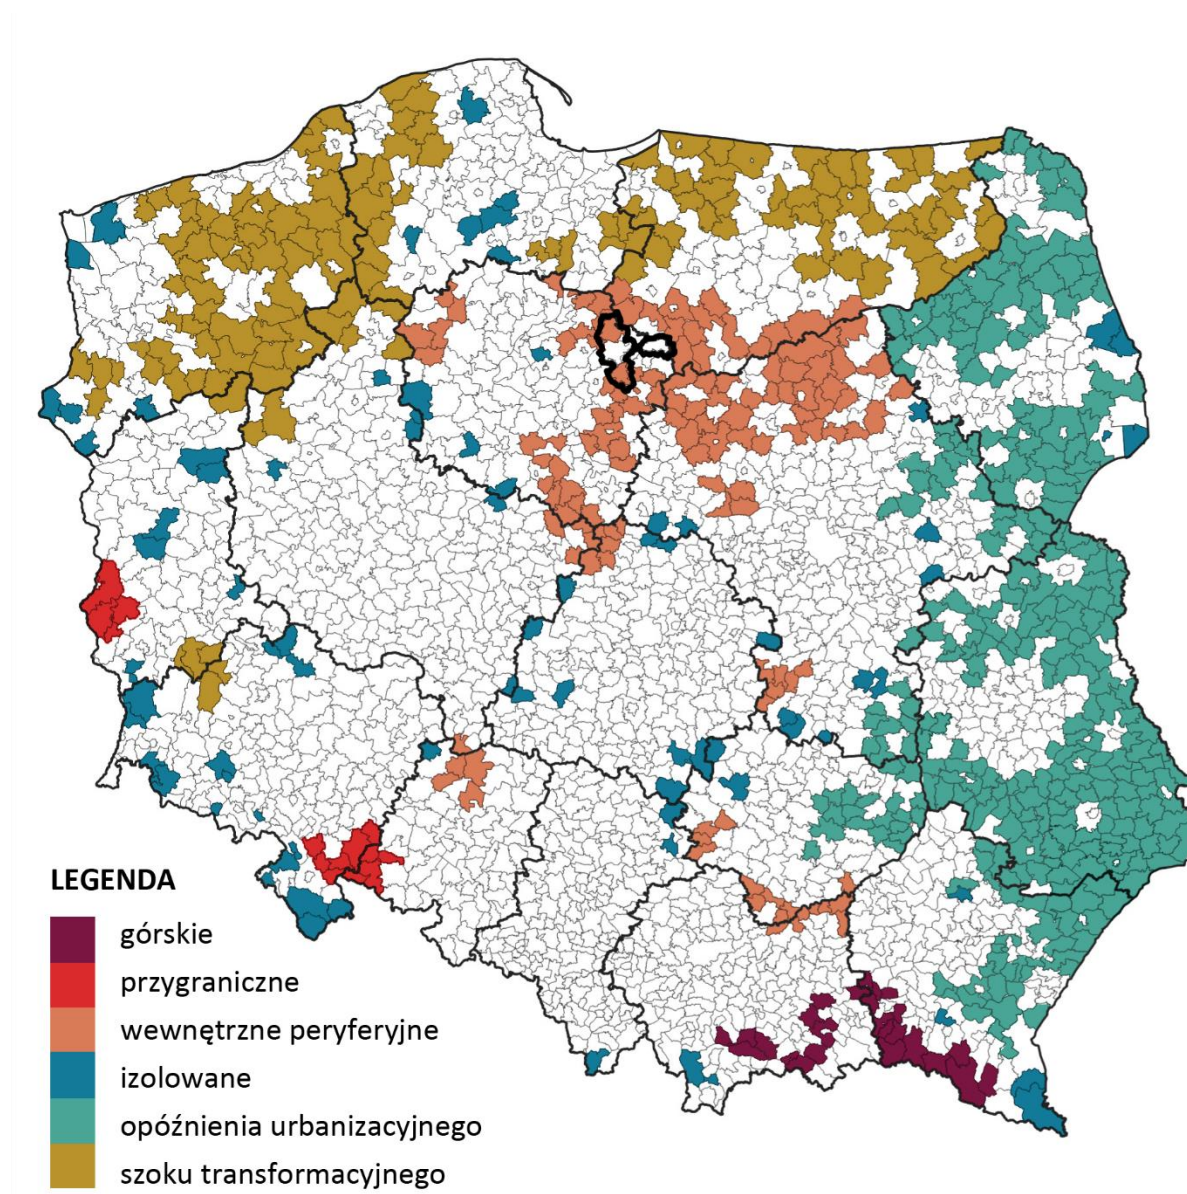 LEGENDA
górskie
przygraniczne
wewnętrzne peryferyjne
izolowane
opóźnienia urbanizacyjnego
szoku transformacyjnego